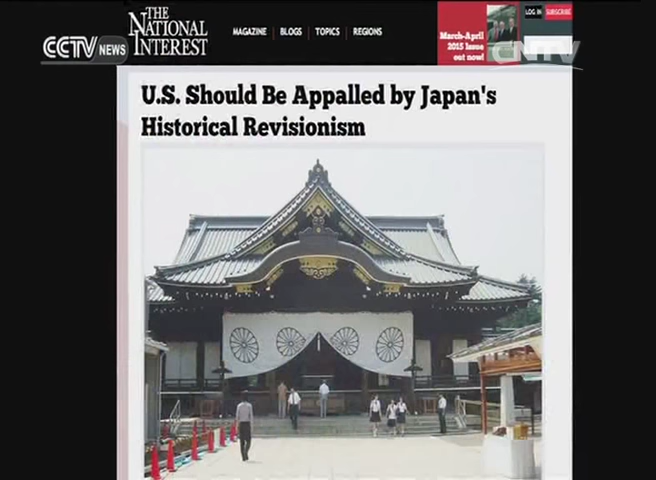 THE
NATIONAL
INTEREST
MAGAZINE
BLOGS
TOPICS
REGIONS
March-April
2015 Issue
out now!
LOG IN
SUBSCRIBE
CCTV NEWS
CNTV
U.S. Should Be Appalled by Japan's
Historical Revisionism